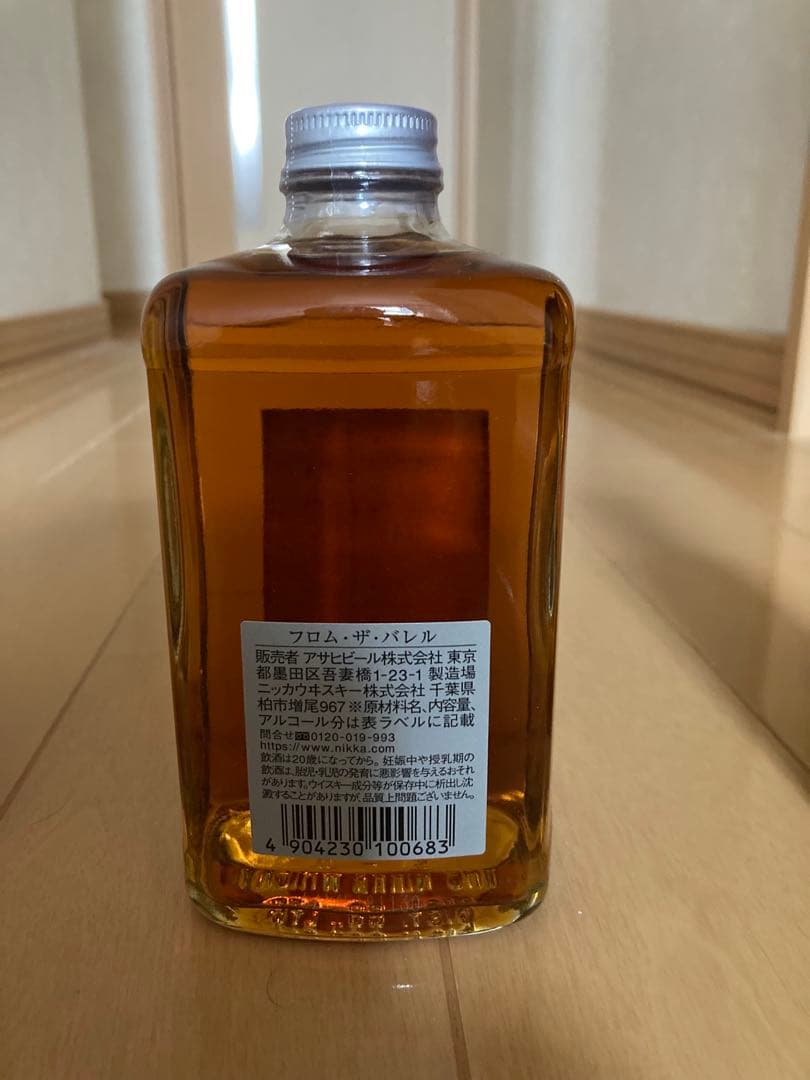 フロム・ザ・バレル
販売者 アサヒビール株式会社 東京
都墨田区吾妻橋1-23-1 製造場
ニッカウヰスキー株式会社 千葉県
柏市増尾967 ※原材料名、内容量、
アルコール分は表ラベルに記載
問合せ 0120-019-993
https://www.nikka.com
飲酒は20歳になってから。妊娠中や授乳期の
飲酒は、胎児・乳児の発育に悪影響を与えるおそれ
があります。ウイスキー成分等が保存中に析出し沈
澱することがありますが、品質上問題ございません。
4 904230 100683